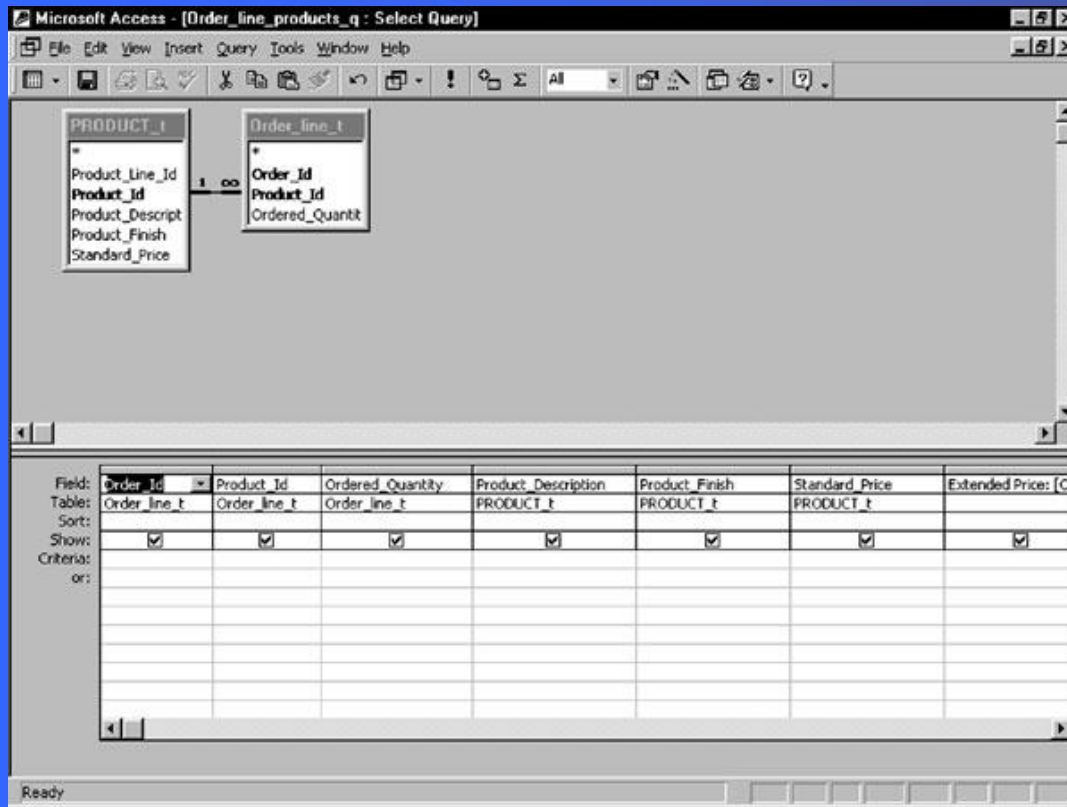 Microsoft Access - [Order_line_products_q : Select Query]
File Edit View Insert Query Tools Window Help
All
PRODUCT_t
*
Product_Line_Id
Product_Id
Product_Descript
Product_Finish
Standard_Price
1 ∞
Order_line_t
*
Order_Id
Product_Id
Ordered_Quantit
Field: Order_Id Product_Id Ordered_Quantity Product_Description Product_Finish Standard_Price Extended Price: [O
Table: Order_line_t Order_line_t Order_line_t PRODUCT_t PRODUCT_t PRODUCT_t
Sort:
Show:
Criteria:
or:
Ready